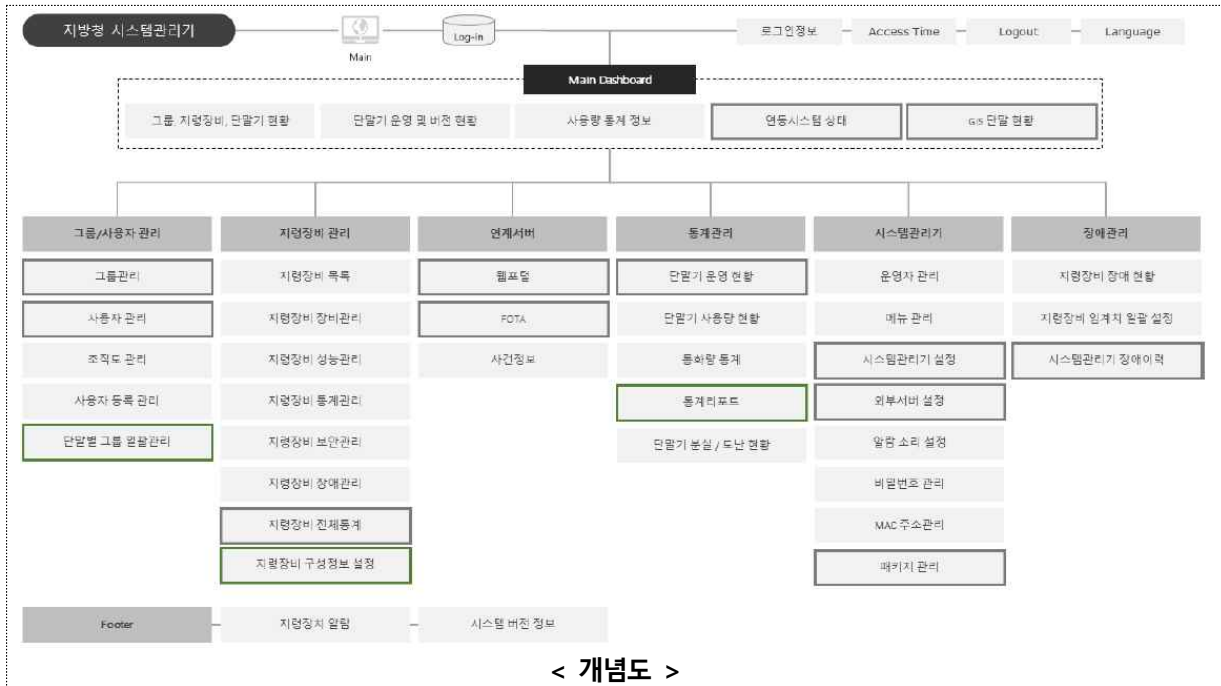 지방청 시스템관리기
Main
Log-in
로그인정보
Access Time
Logout
Language
Main Dashboard
그룹, 지령장비, 단말기 현황
단말기 운영 및 버전 현황
사용량 통계 정보
연동시스템 상태
GIS 단말 현황
그룹/사용자 관리
지령장비 관리
연계서버
통계관리
시스템관리기
장애관리
그룹관리
지령장비 목록
웹포털
단말기 운영 현황
운영자 관리
지령장비 장애 현황
사용자 관리
지령장비 장비관리
FOTA
단말기 사용량 현황
메뉴 관리
지령장비 임계치 일괄 설정
조직도 관리
지령장비 성능관리
사건정보
통화량 통계
시스템관리기 설정
시스템관리기 장애이력
사용자 등록 관리
지령장비 통계관리
통계리포트
외부서버 설정
단말별 그룹 일괄관리
지령장비 보안관리
단말기 분실 / 도난 현황
알람 소리 설정
지령장비 장애관리
비밀번호 관리
지령장비 전체통계
MAC 주소관리
지령장비 구성정보 설정
패키지 관리
Footer
지령장치 알림
시스템 버전 정보
< 개념도 >